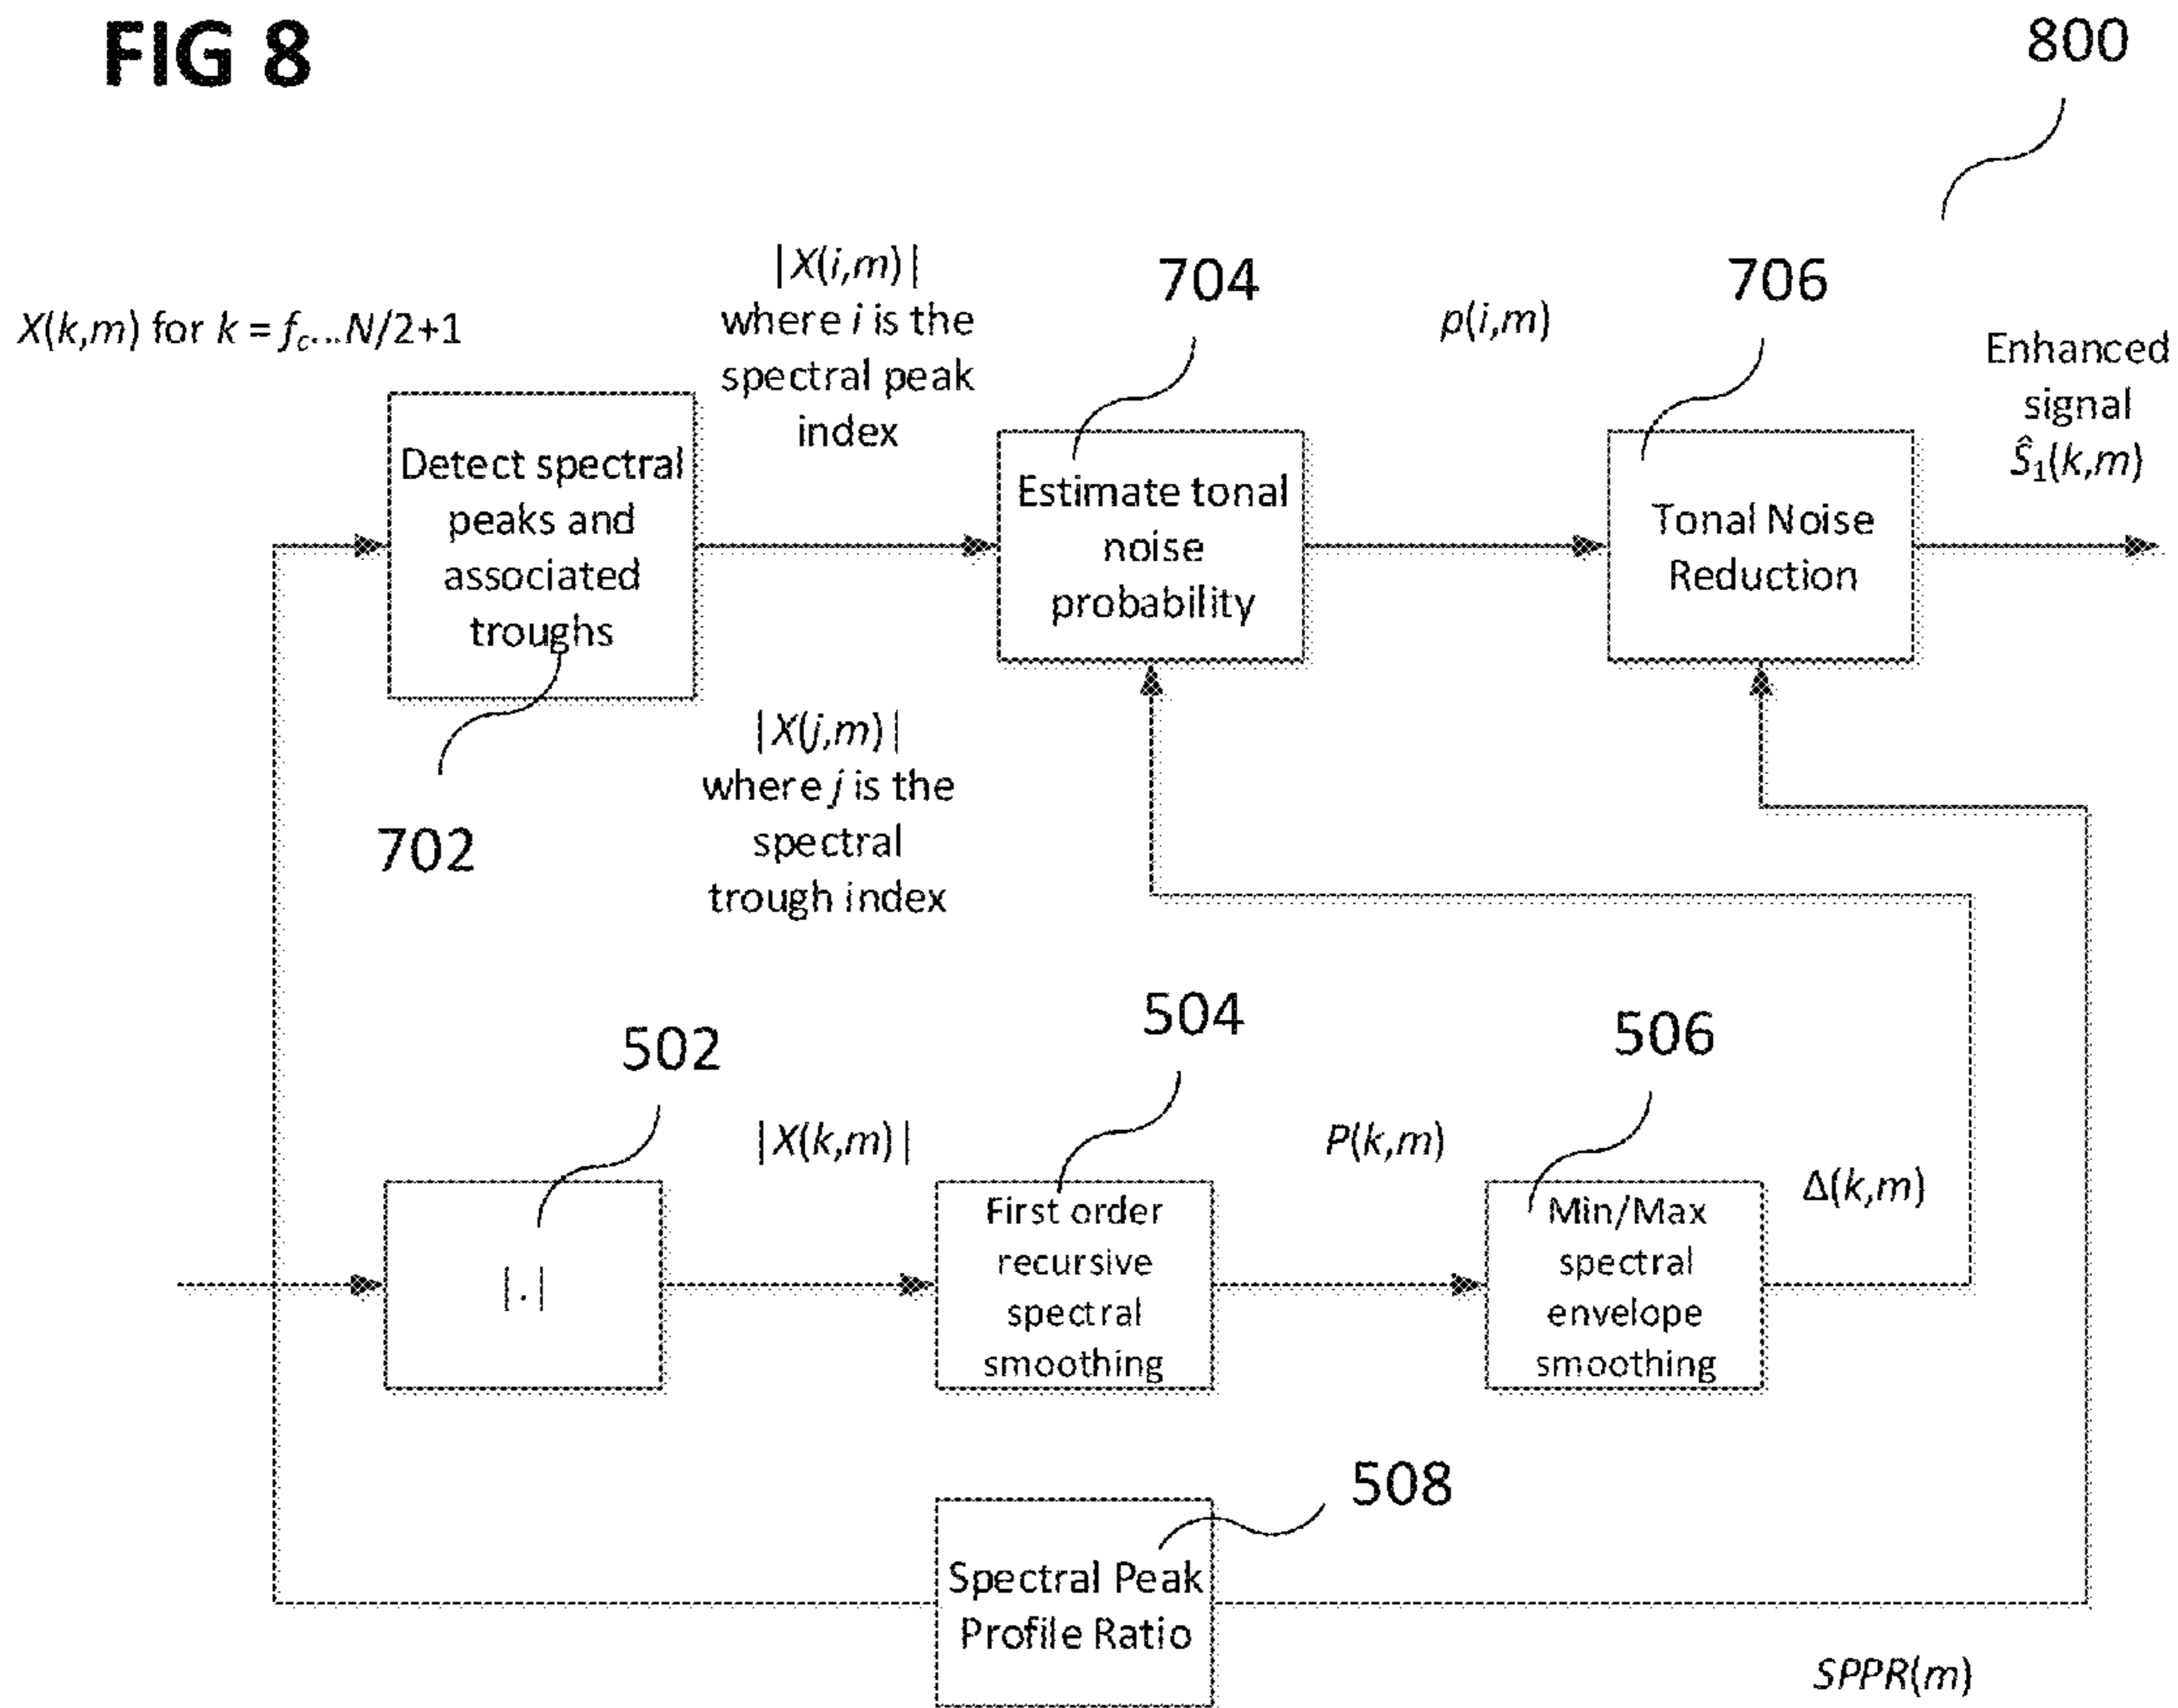 FIG 8
800
X(k,m) for k = f_c...N/2+1
|X(i,m)|
where i is the
spectral peak
index
704
p(i,m)
706
Enhanced
signal
Ŝ₁(k,m)
Detect spectral
peaks and
associated
troughs
Estimate tonal
noise
probability
Tonal Noise
Reduction
702
|X(j,m)|
where j is the
spectral
trough index
502
|X(k,m)|
504
P(k,m)
506
Δ(k,m)
|.|
First order
recursive
spectral
smoothing
Min/Max
spectral
envelope
smoothing
508
Spectral Peak
Profile Ratio
SPPR(m)